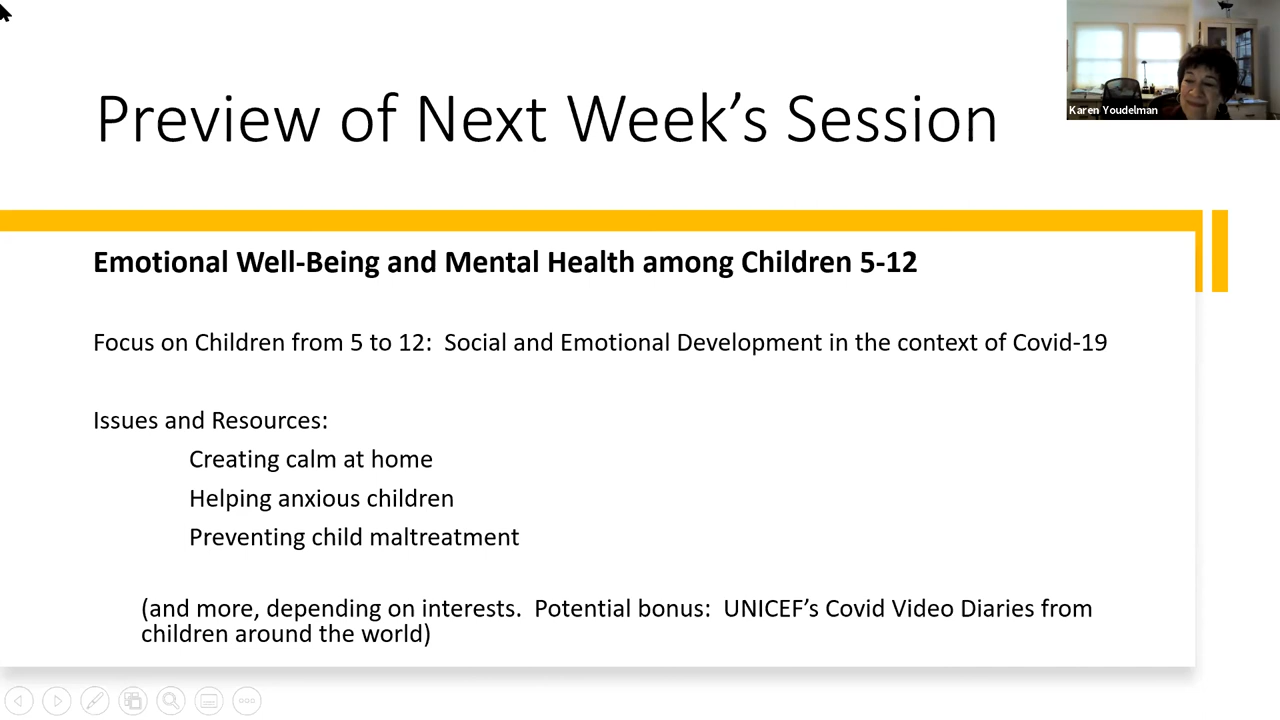 Preview of Next Week's Session
Karen Youdelman
Emotional Well-Being and Mental Health among Children 5-12
Focus on Children from 5 to 12:  Social and Emotional Development in the context of Covid-19
Issues and Resources:
Creating calm at home
Helping anxious children
Preventing child maltreatment
(and more, depending on interests.  Potential bonus:  UNICEF's Covid Video Diaries from
children around the world)